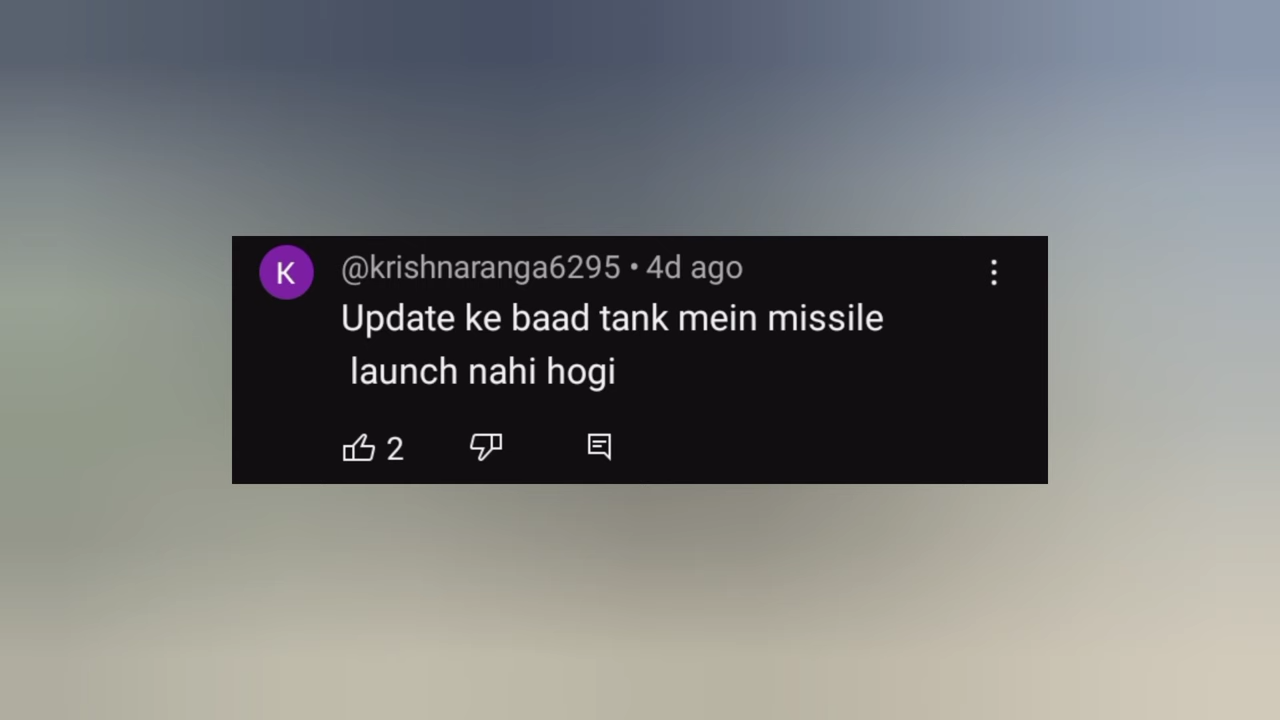 K
@krishnaranga6295 • 4d ago
Update ke baad tank mein missile
launch nahi hogi
2